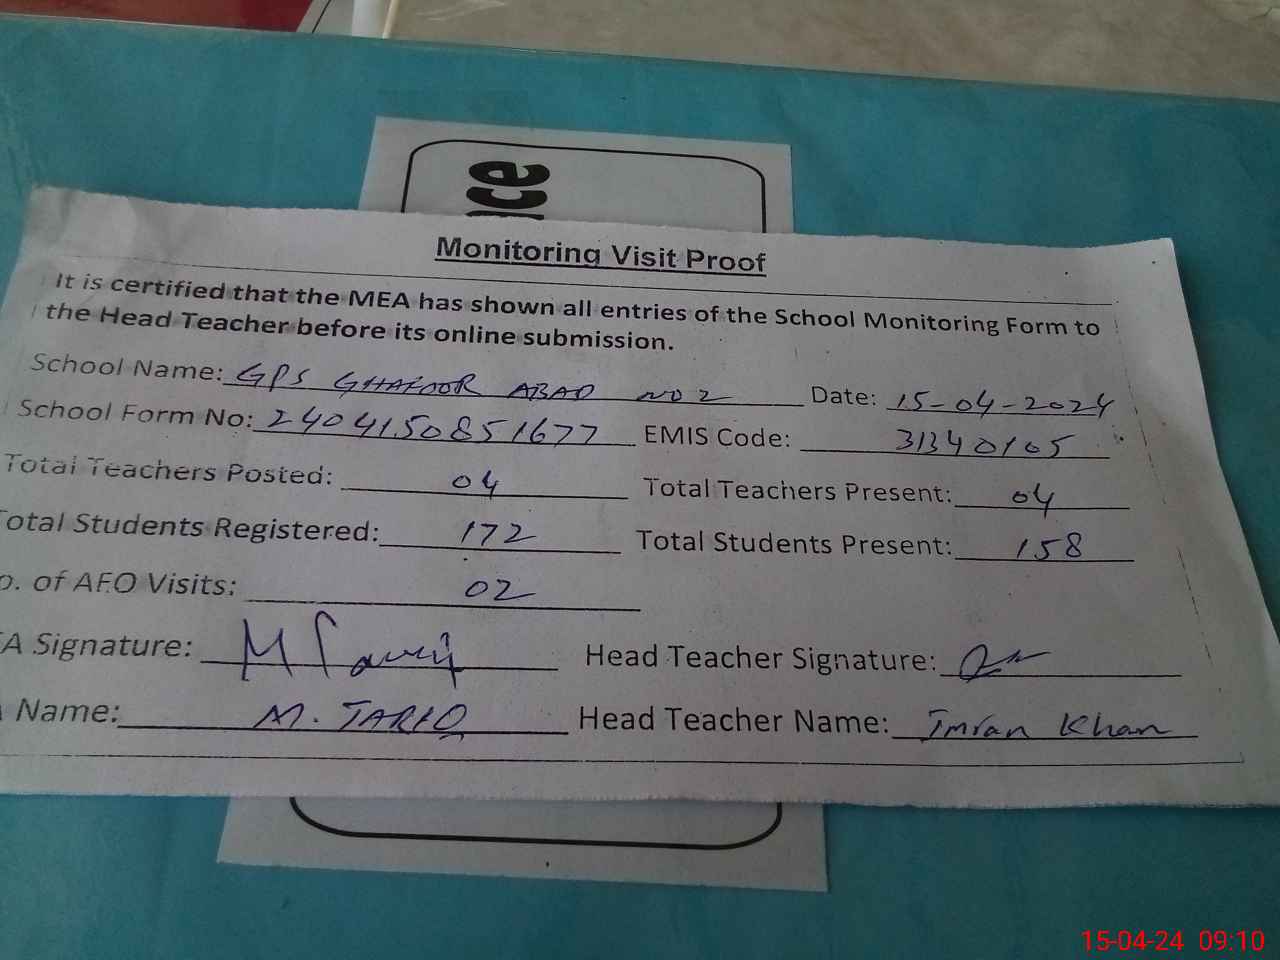 ce
Monitoring Visit Proof
It is certified that the MEA has shown all entries of the School Monitoring Form to
the Head Teacher before its online submission.
School Name: GPS GHAFOOR ABAD NO 2 Date: 15-04-2024
School Form No: 2404150851677 EMIS Code: 31340105
Total Teachers Posted: 04 Total Teachers Present: 04
Total Students Registered: 172 Total Students Present: 158
o. of AEO Visits: 02
EA Signature: Head Teacher Signature:
A Name: M. TARIQ Head Teacher Name: Imran Khan
15-04-24 09:10